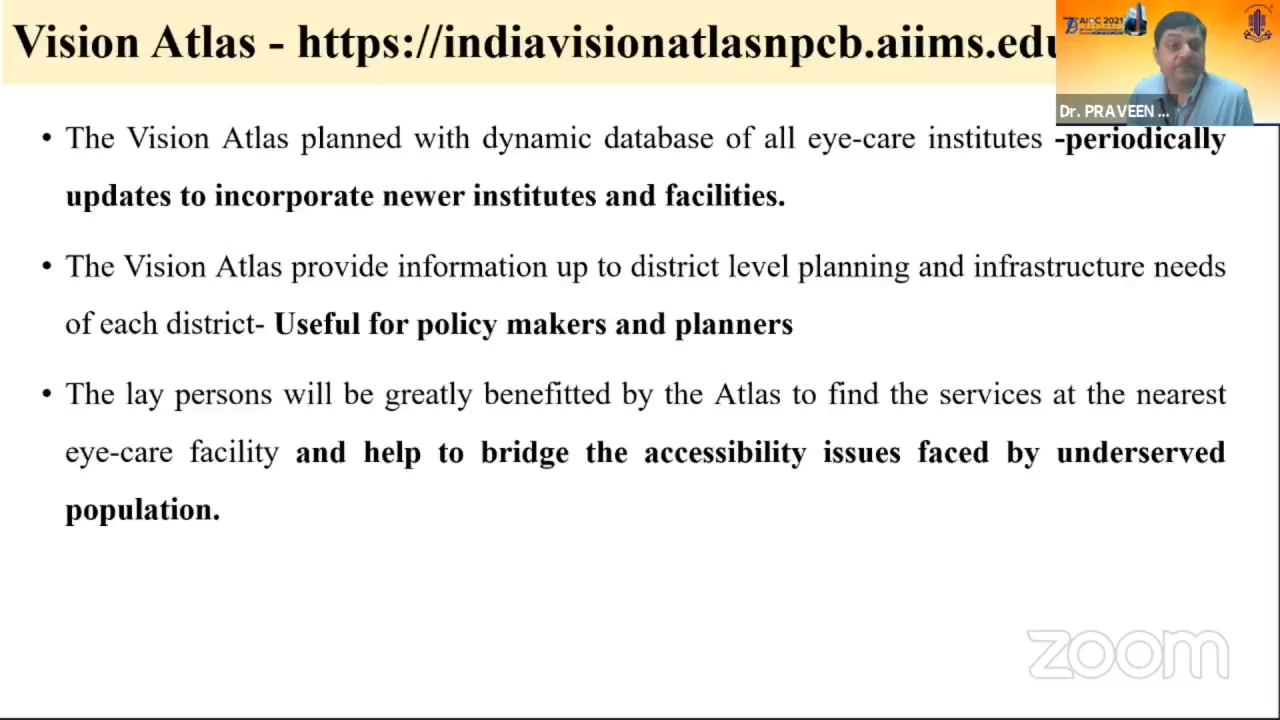 Vision Atlas - https://indiavisionatlasnpcb.aiims.edu
AIOC 2021
Dr. PRAVEEN ...
• The Vision Atlas planned with dynamic database of all eye-care institutes -periodically
updates to incorporate newer institutes and facilities.
• The Vision Atlas provide information up to district level planning and infrastructure needs
of each district- Useful for policy makers and planners
• The lay persons will be greatly benefitted by the Atlas to find the services at the nearest
eye-care facility and help to bridge the accessibility issues faced by underserved
population.
zoom